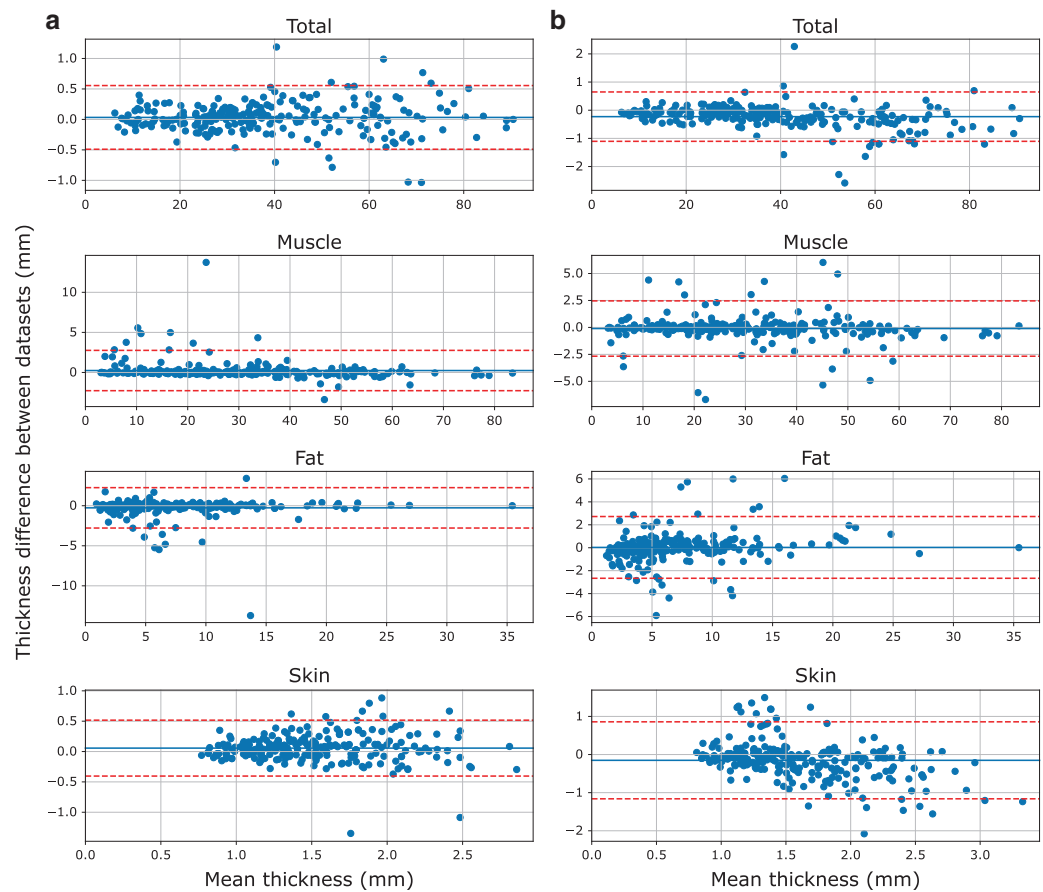 a
b
Total
Total
1.0
0.5
0.0
−0.5
−1.0
0 20 40 60 80
2
1
0
−1
−2
0 20 40 60 80
Muscle
Muscle
10
5
0
0 10 20 30 40 50 60 70 80
5.0
2.5
0.0
−2.5
−5.0
0 10 20 30 40 50 60 70 80
Fat
Fat
0
−5
−10
0 5 10 15 20 25 30 35
6
4
2
0
−2
−4
−6
0 5 10 15 20 25 30 35
Skin
Skin
1.0
0.5
0.0
−0.5
−1.0
0.0 0.5 1.0 1.5 2.0 2.5
1
0
−1
−2
0.0 0.5 1.0 1.5 2.0 2.5 3.0
Thickness difference between datasets (mm)
Mean thickness (mm)
Mean thickness (mm)